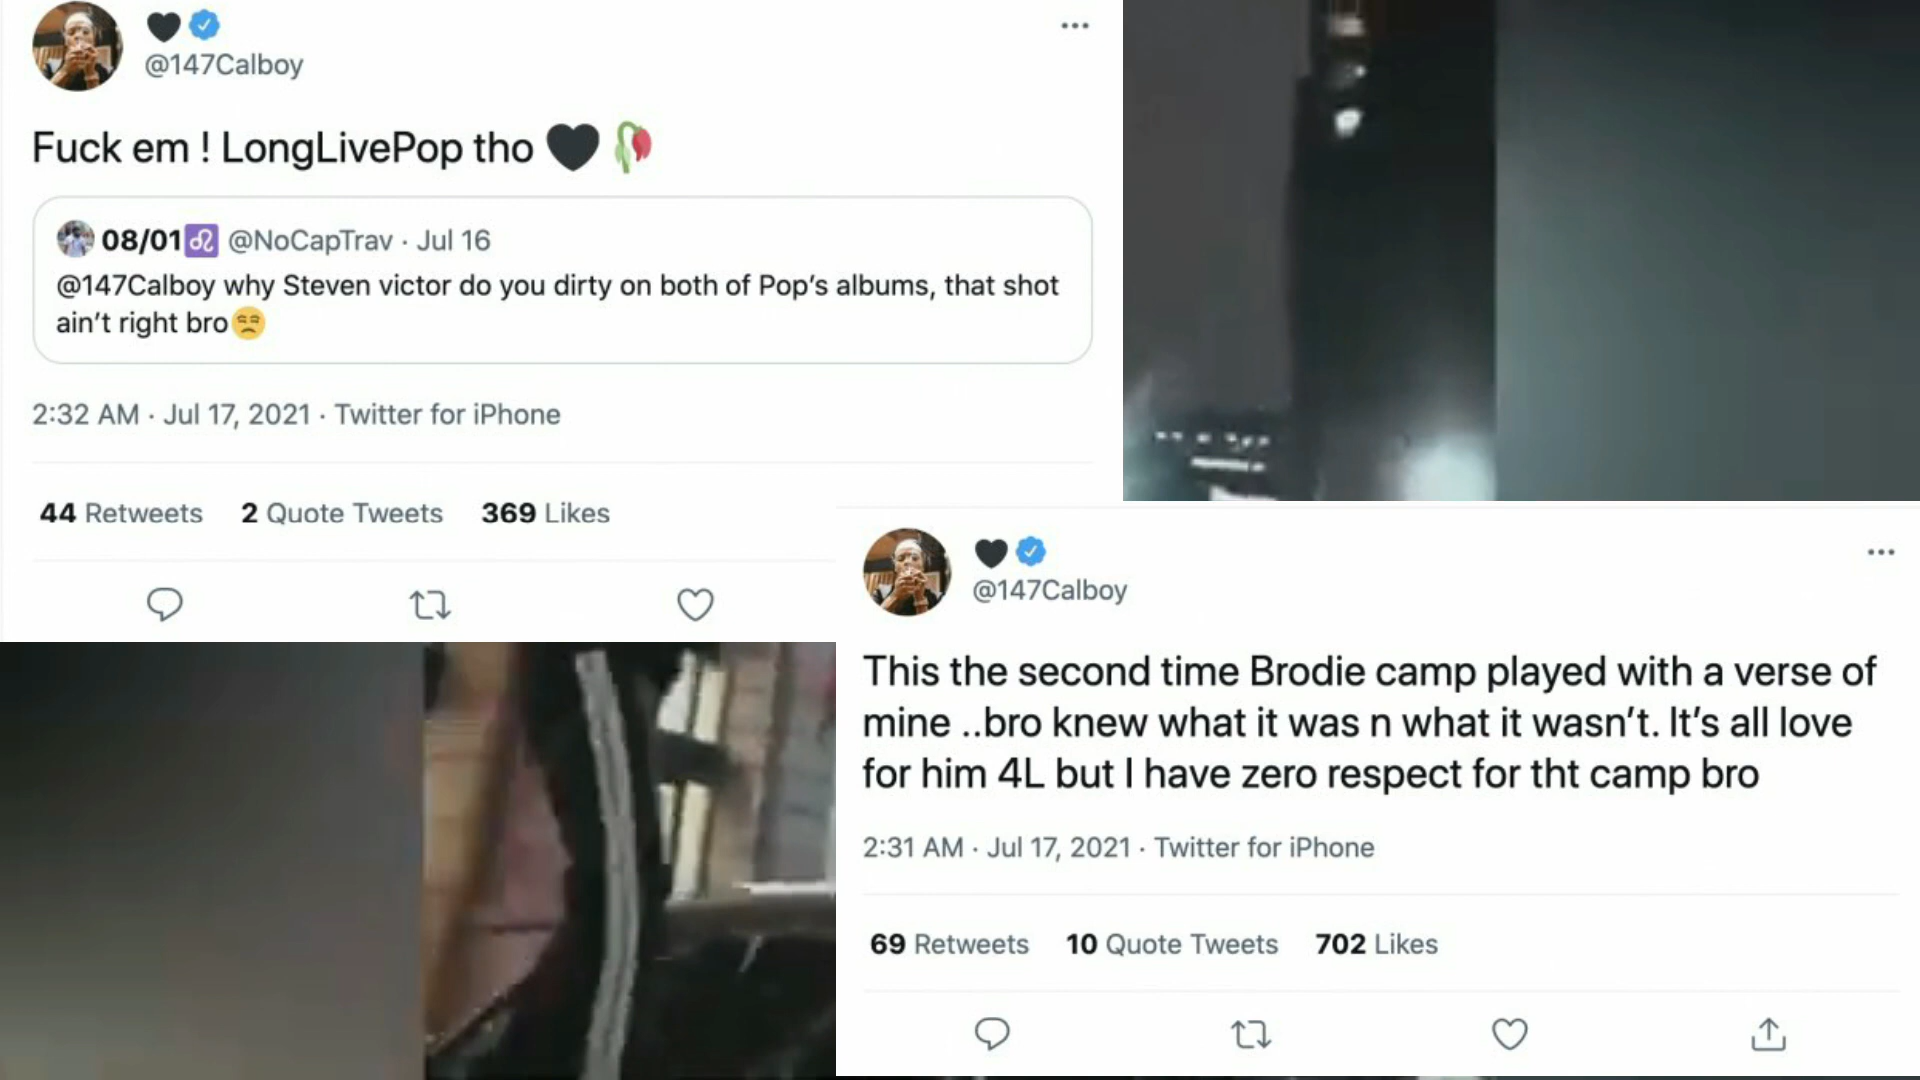 @147Calboy
Fuck em ! LongLivePop tho 🖤 🥀
08/01♌ @NoCapTrav · Jul 16
@147Calboy why Steven victor do you dirty on both of Pop’s albums, that shot
ain’t right bro😒
2:32 AM · Jul 17, 2021 · Twitter for iPhone
44 Retweets 2 Quote Tweets 369 Likes
@147Calboy
This the second time Brodie camp played with a verse of
mine ..bro knew what it was n what it wasn’t. It’s all love
for him 4L but I have zero respect for tht camp bro
2:31 AM · Jul 17, 2021 · Twitter for iPhone
69 Retweets 10 Quote Tweets 702 Likes